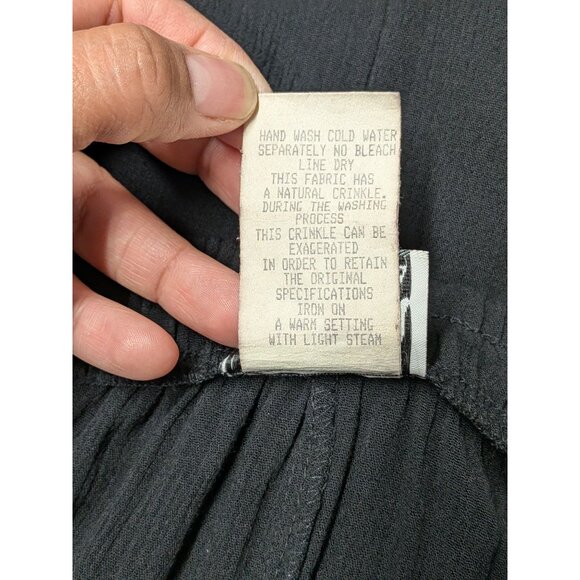 HAND WASH COLD WATER
SEPARATELY NO BLEACH
LINE DRY
THIS FABRIC HAS
A NATURAL CRINKLE.
DURING THE WASHING
PROCESS
THIS CRINKLE CAN BE
EXAGERATED
IN ORDER TO RETAIN
THE ORIGINAL
SPECIFICATIONS
IRON ON
A WARM SETTING
WITH LIGHT STEAM